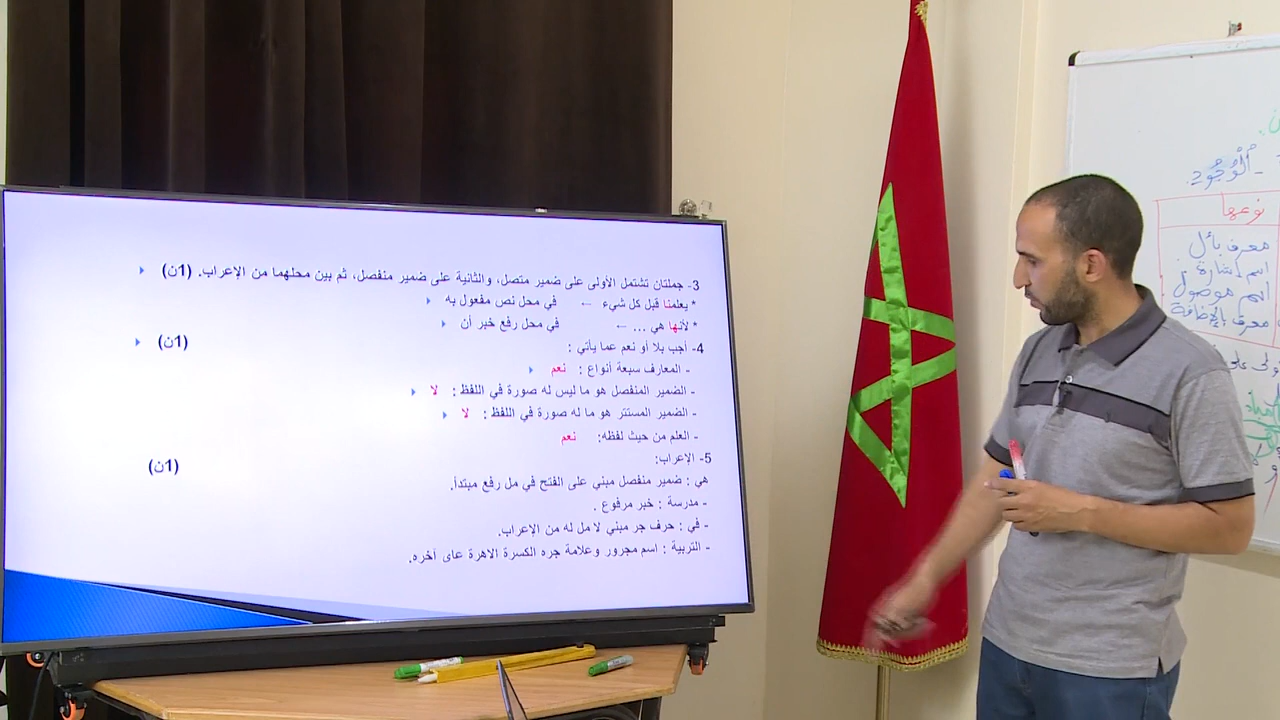 3- جملتان تشتمل الأولى على ضمير متصل، والثانية على ضمير منفصل، ثم بين محلهما من الإعراب. (1ن)
* يعلمنا قبل كل شيء ← في محل نص مفعول به
* لأنها هي ... ← في محل رفع خبر أن
4- أجب بلا أو نعم عما يأتي : (1ن)
- المعارف سبعة أنواع : نعم
- الضمير المنفصل هو ما ليس له صورة في اللفظ : لا
- الضمير المستتر هو ما له صورة في اللفظ : لا
- العلم من حيث لفظه: نعم
5- الإعراب: (1ن)
هي : ضمير منفصل مبني على الفتح في مل رفع مبتدأ.
- مدرسة : خبر مرفوع .
- في : حرف جر مبني لا مل له من الإعراب.
- التربية : اسم مجرور وعلامة جره الكسرة الاهرة عاى آخره.
نوعها
معرف بأل
اسم إشارة
اسم موصول
معرف بالإضافة